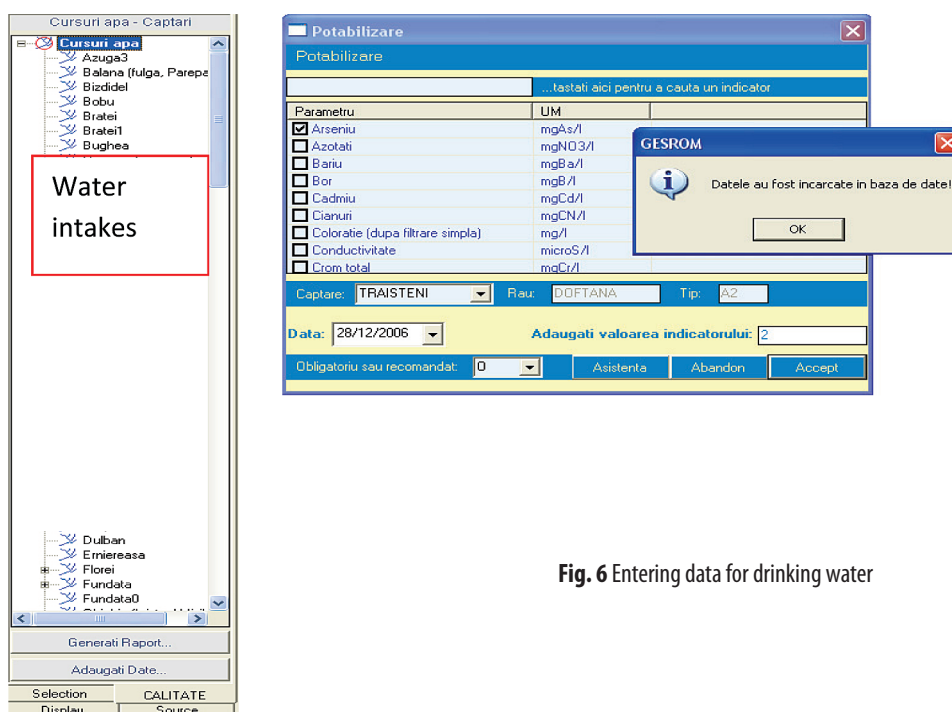 Cursuri apa - Captari
Cursuri apa
Azuga3
Balana (fulga, Parepa
Bizdidel
Bobu
Bratei
Bratei1
Bughea
Water
intakes
Dulban
Erniereasa
Florei
Fundata
Fundata0
Generati Raport...
Adaugati Date...
Selection CALITATE
Display Source
Potabilizare
Potabilizare
...tastati aici pentru a cauta un indicator
Parametru UM
Arseniu mgAs/l
Azotati mgNO3/l
Bariu mgBa/l
Bor mgB/l
Cadmiu mgCd/l
Cianuri mgCN/l
Coloratie (dupa filtrare simpla) mg/l
Conductivitate microS/l
Crom total mgCr/l
GESROM
Datele au fost incarcate in baza de date!
OK
Captare: TRAISTENI Rau: DOFTANA Tip: A2
Data: 28/12/2006 Adaugati valoarea indicatorului: 2
Obligatoriu sau recomandat: O Asistenta Abandon Accept
Fig. 6 Entering data for drinking water